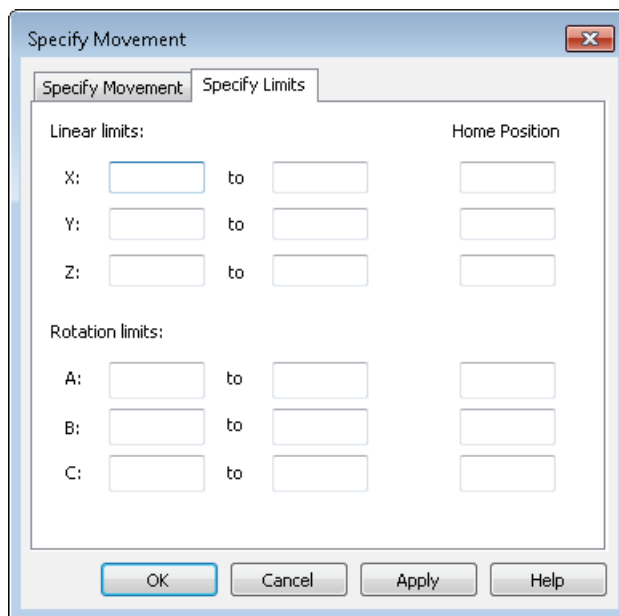 Specify Movement
Specify Movement Specify Limits
Linear limits: Home Position
X: to
Y: to
Z: to
Rotation limits:
A: to
B: to
C: to
OK Cancel Apply Help